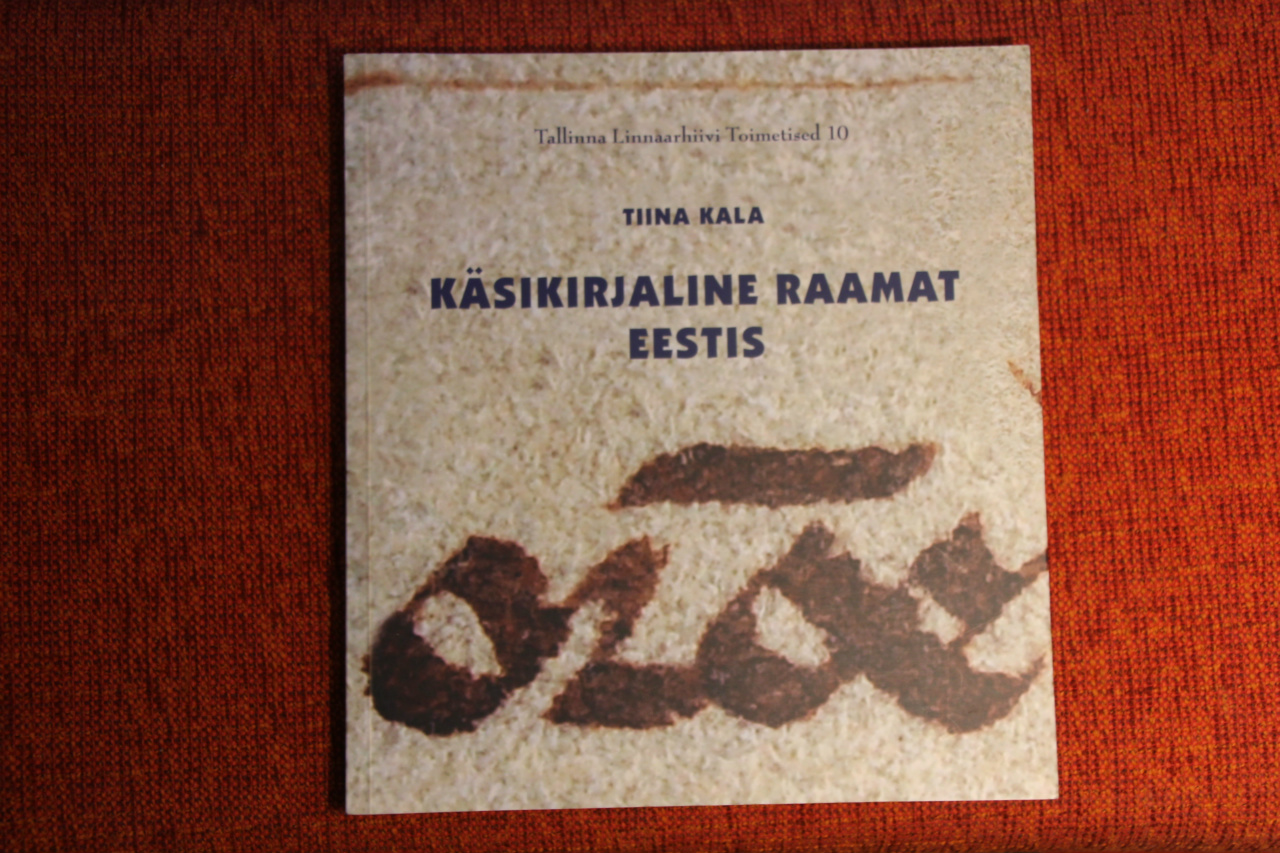 Tallinna Linnaarhiivi Toimetised 10
TIINA KALA
KÄSIKIRJALINE RAAMAT
EESTIS